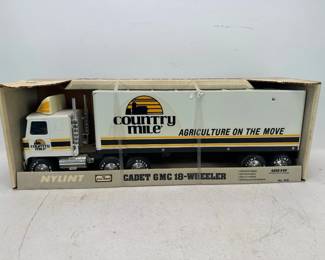 COUNTRY
MILE
AGRICULTURE ON THE MOVE
COUNTRY
MILE
NYLINT
CADET GMC 18-WHEELER